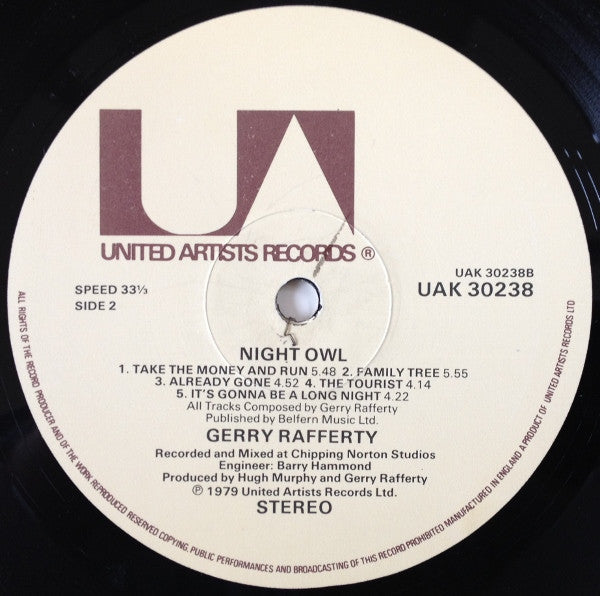 UA
UNITED ARTISTS RECORDS ®
SPEED 33⅓
SIDE 2
UAK 30238B
UAK 30238
NIGHT OWL
1. TAKE THE MONEY AND RUN 5.48 2. FAMILY TREE 5.55
3. ALREADY GONE 4.52 4. THE TOURIST 4.14
5. IT'S GONNA BE A LONG NIGHT 4.22
All Tracks Composed by Gerry Rafferty
Published by Belfern Music Ltd.
GERRY RAFFERTY
Recorded and Mixed at Chipping Norton Studios
Engineer: Barry Hammond
Produced by Hugh Murphy and Gerry Rafferty
℗ 1979 United Artists Records Ltd.
STEREO
ALL RIGHTS OF THE RECORD PRODUCER AND OF THE WORK REPRODUCED RESERVED COPYING, PUBLIC PERFORMANCES AND BROADCASTING OF THIS RECORD PROHIBITED MANUFACTURED IN ENGLAND A PRODUCT OF UNITED ARTISTS RECORDS LTD